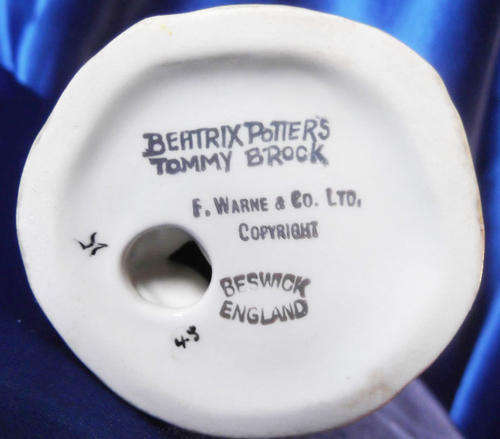 BEATRIX POTTER'S
TOMMY BROCK
F. WARNE & CO. LTD.
COPYRIGHT
BESWICK
ENGLAND